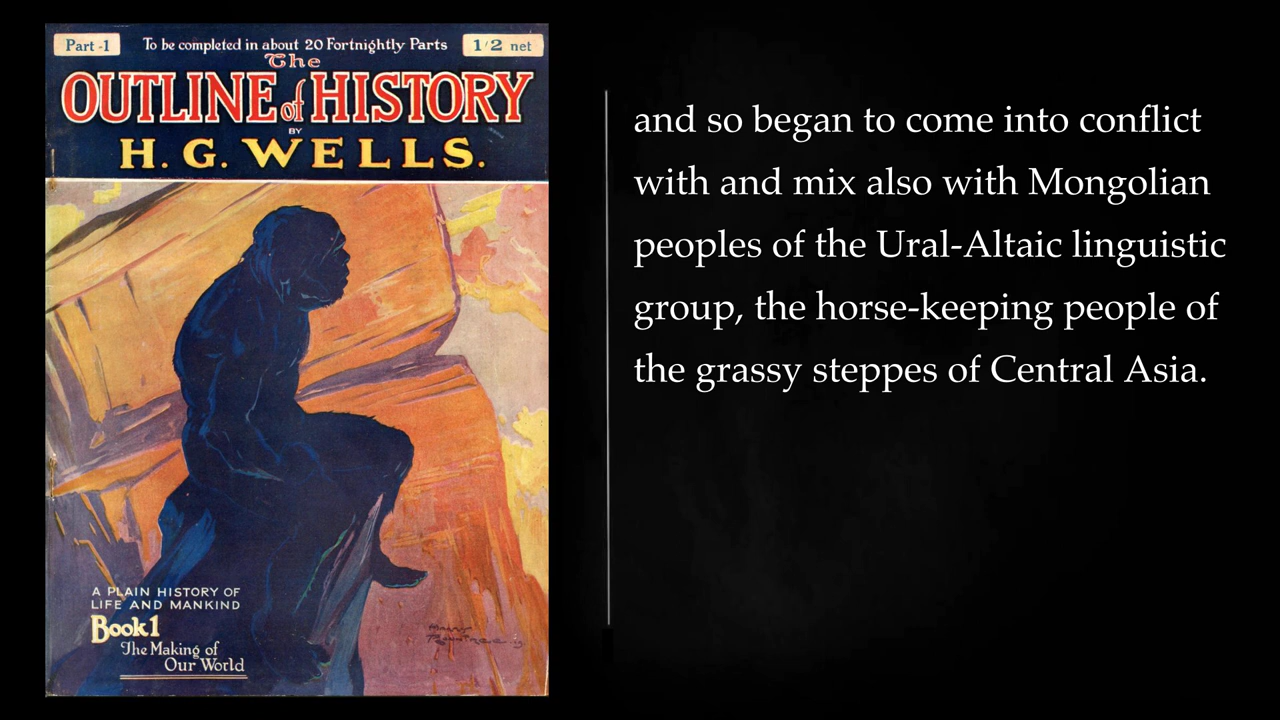 Part -1
To be completed in about 20 Fortnightly Parts
1/2 net
The
OUTLINE of HISTORY
BY
H. G. WELLS.
A PLAIN HISTORY OF
LIFE AND MANKIND
Book 1
The Making of
Our World
and so began to come into conflict
with and mix also with Mongolian
peoples of the Ural-Altaic linguistic
group, the horse-keeping people of
the grassy steppes of Central Asia.